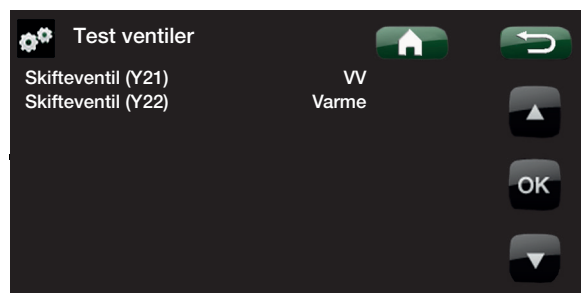 Test ventiler
Skifteventil (Y21) VV
Skifteventil (Y22) Varme
OK